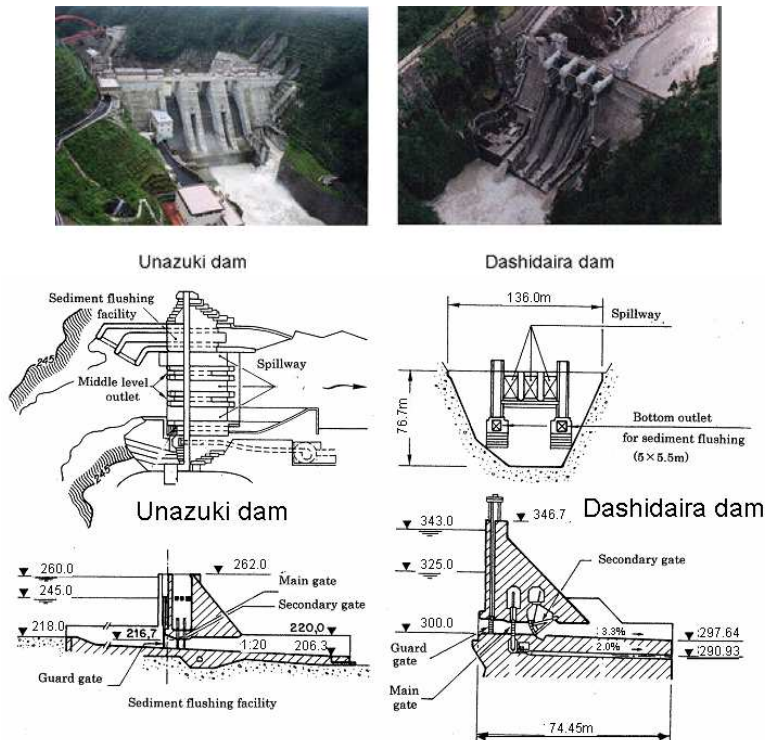 Unazuki dam
Dashidaira dam
Sediment flushing
facility
245
Middle level
outlet
Spillway
245
Unazuki dam
136.0m
Spillway
76.7m
Bottom outlet
for sediment flushing
(5×5.5m)
Dashidaira dam
260.0
262.0
245.0
Main gate
Secondary gate
218.0
216,7
220,0
1:20
206.3
Guard gate
Sediment flushing facility
343.0
346.7
325.0
Secondary gate
300.0
3.3%
297.64
2.0%
290.93
Guard
gate
Main
gate
74.45m